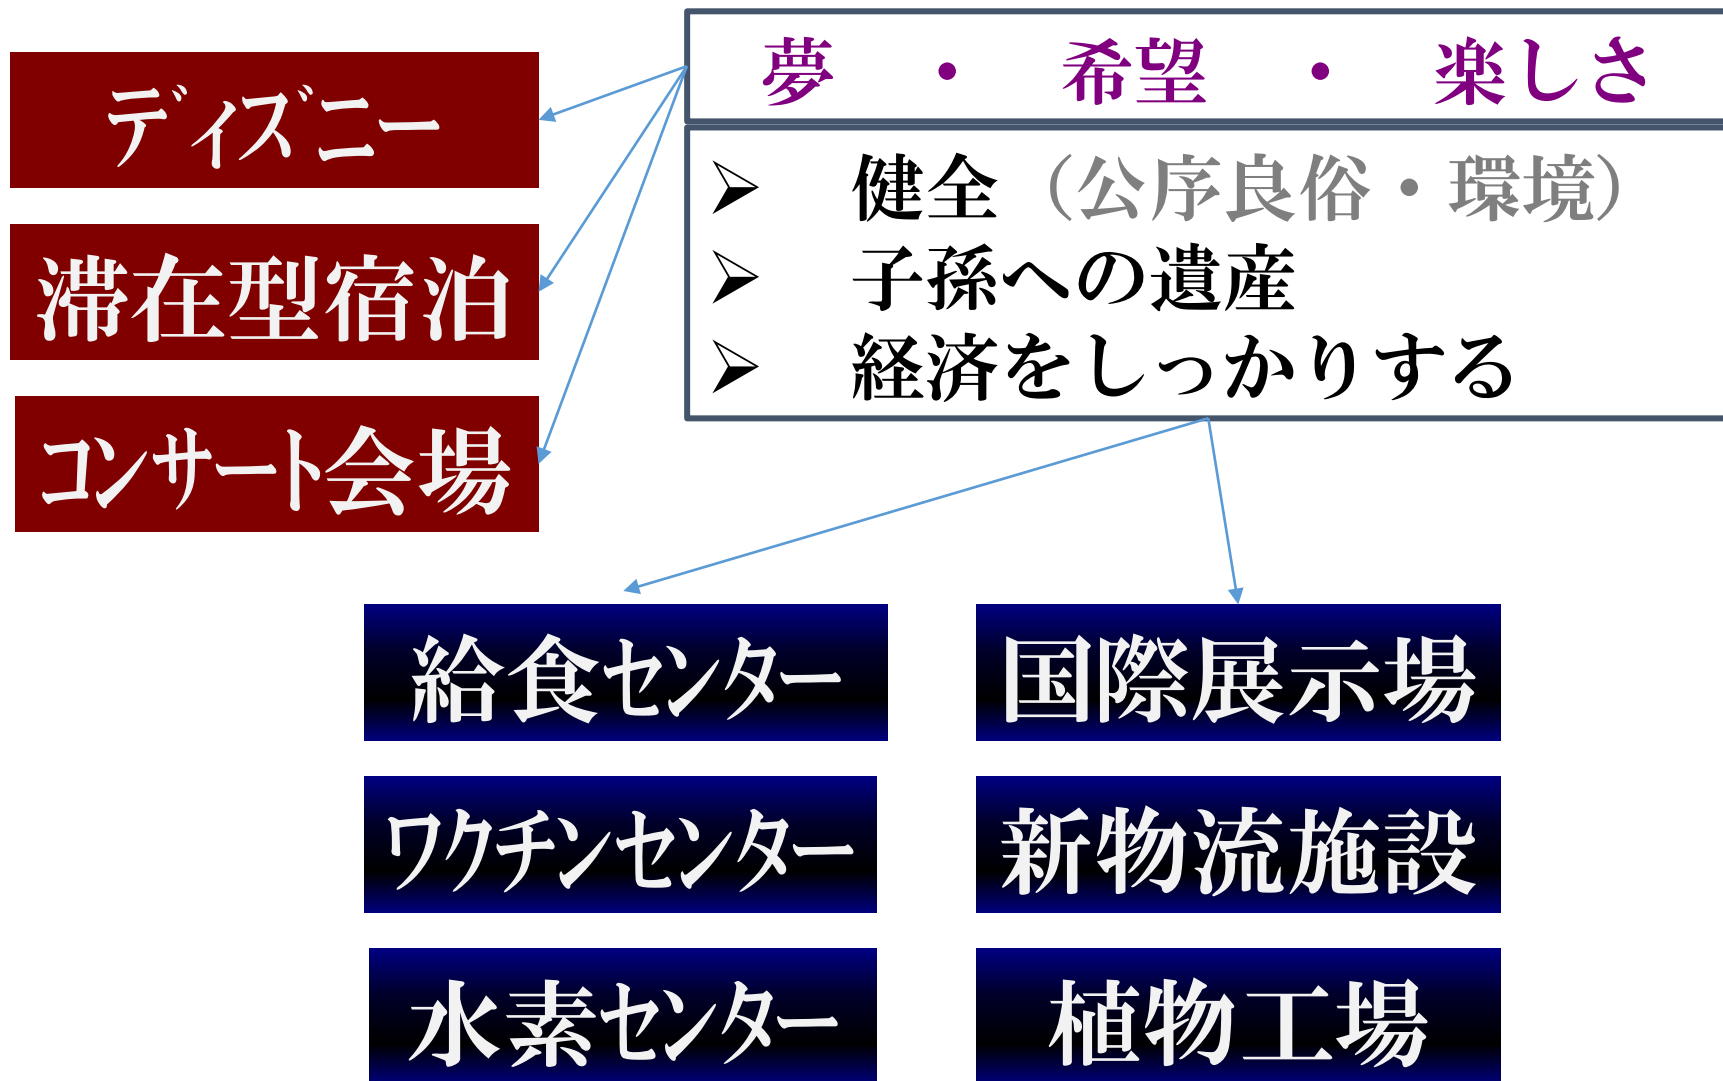 夢 ・ 希望 ・ 楽しさ
ディズニー
滞在型宿泊
コンサート会場
➢ 健全（公序良俗・環境）
➢ 子孫への遺産
➢ 経済をしっかりする
給食センター
国際展示場
ワクチンセンター
新物流施設
水素センター
植物工場